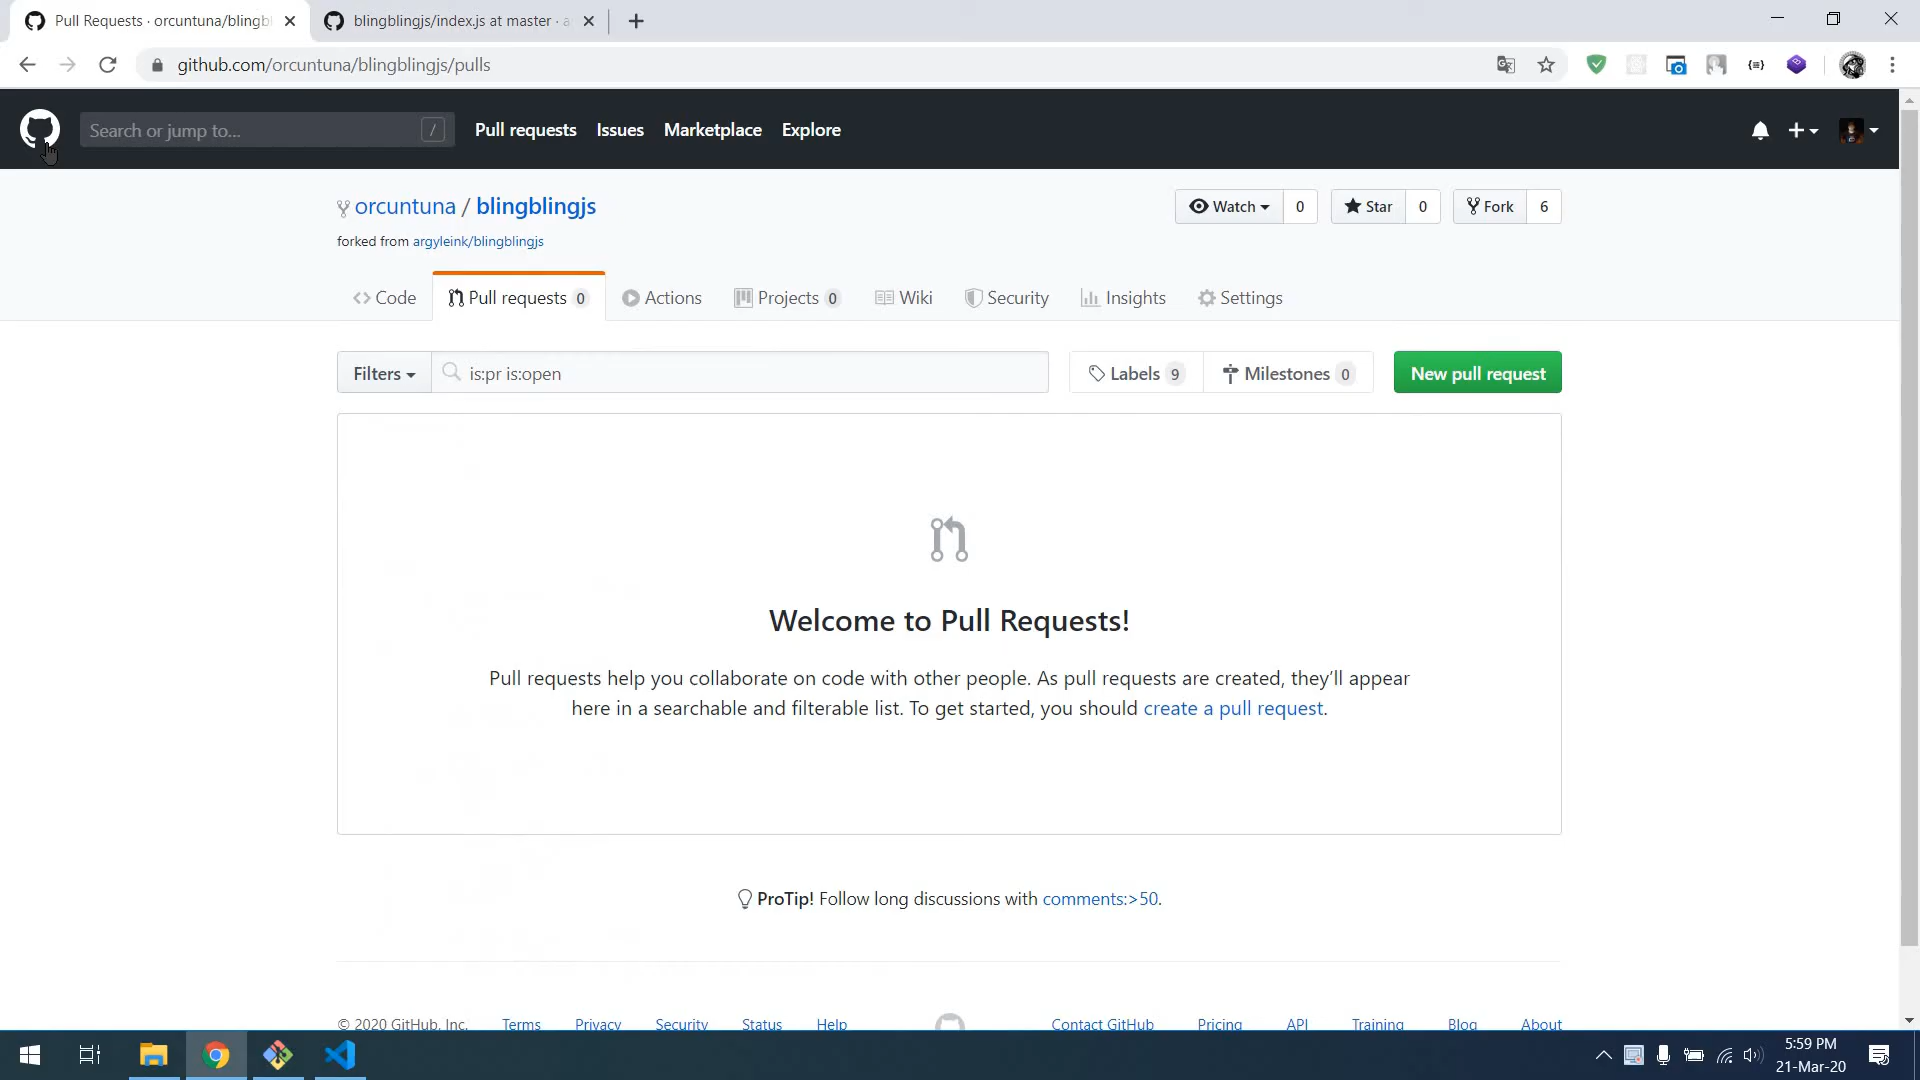 Pull Requests · orcuntuna/blingb
blingblingjs/index.js at master ·
github.com/orcuntuna/blingblingjs/pulls
Search or jump to... /
Pull requests Issues Marketplace Explore
orcuntuna / blingblingjs
Watch 0 Star 0 Fork 6
forked from argyleink/blingblingjs
Code Pull requests 0 Actions Projects 0 Wiki Security Insights Settings
Filters is:pr is:open Labels 9 Milestones 0 New pull request
Welcome to Pull Requests!
Pull requests help you collaborate on code with other people. As pull requests are created, they’ll appear
here in a searchable and filterable list. To get started, you should create a pull request.
ProTip! Follow long discussions with comments:>50.
© 2020 GitHub, Inc. Terms Privacy Security Status Help Contact GitHub Pricing API Training Blog About
5:59 PM
21-Mar-20